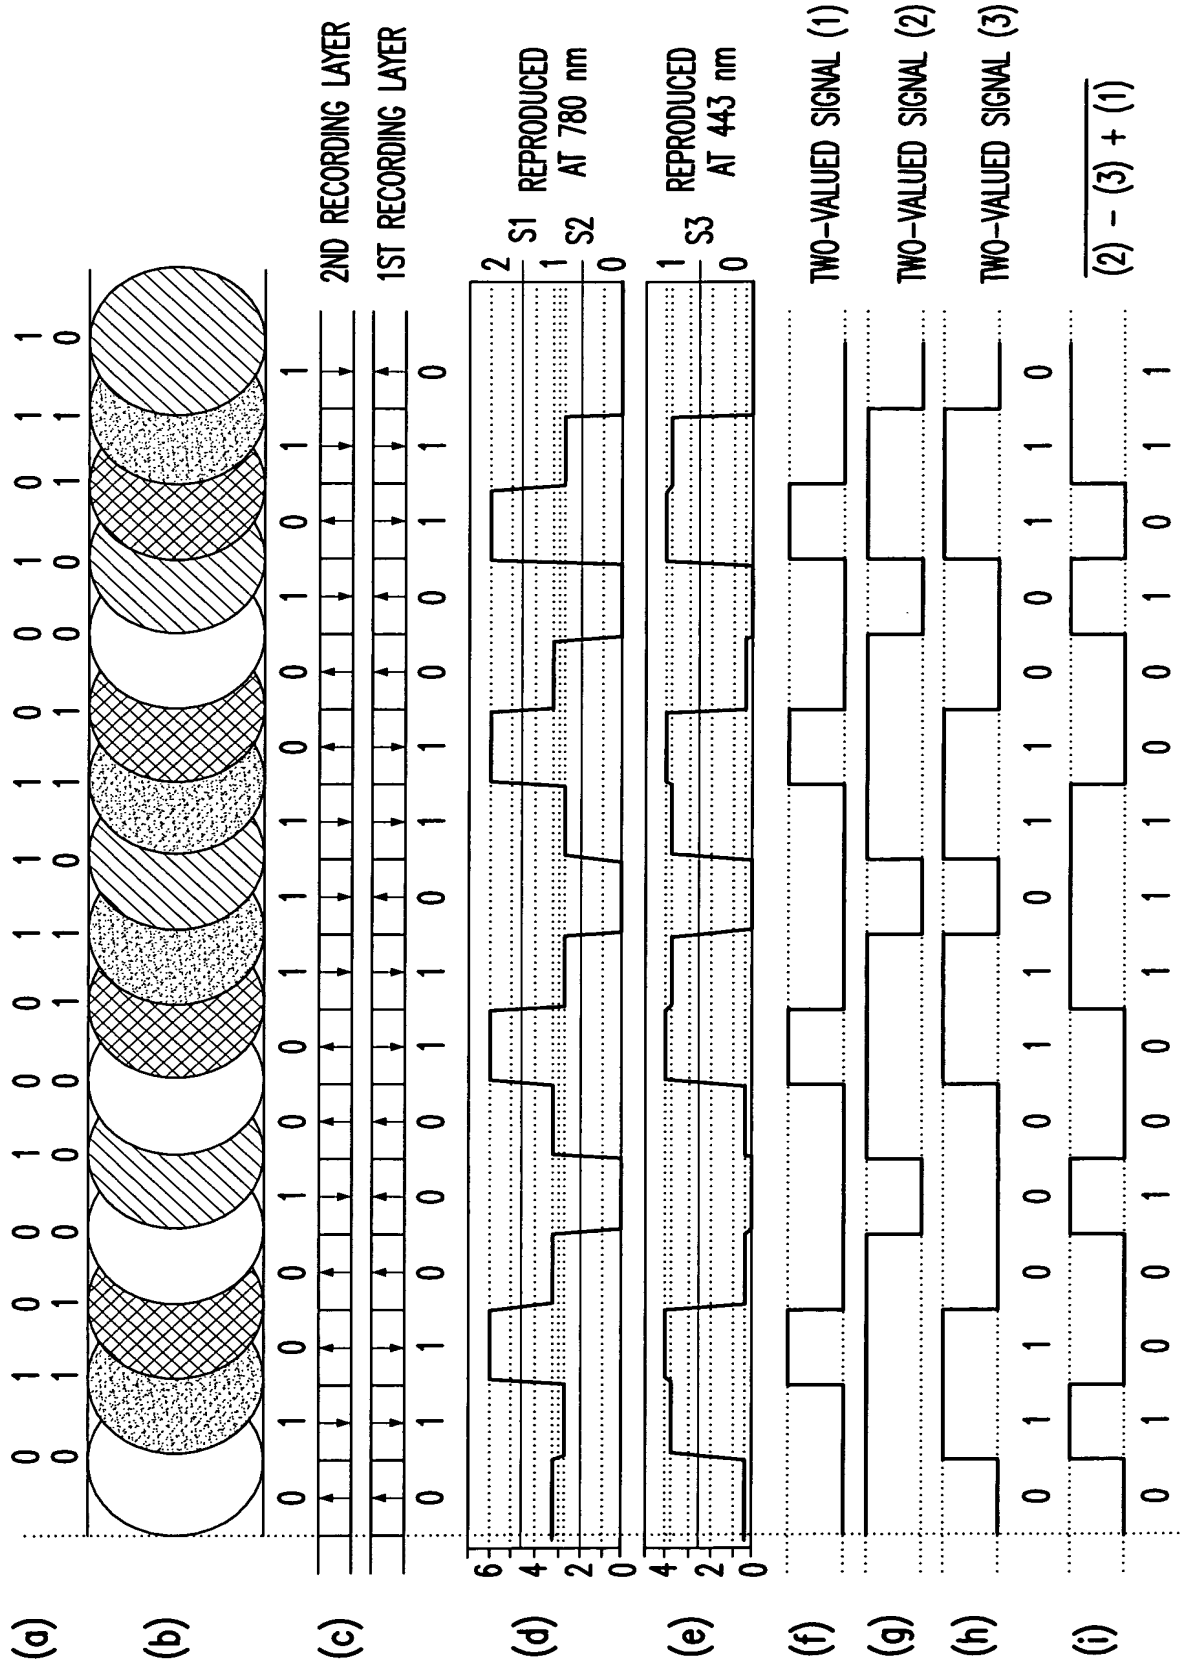 (a) 0 1 0 0 1 0 0 1 1 1 0 0 1 0 1 1
0 1 1 0 0 0 1 1 0 1 1 0 0 1 1 0
(b)
0 1 0 0 1 0 0 1 1 1 0 0 1 0 1 1
(c) 2ND RECORDING LAYER
1ST RECORDING LAYER
0 1 1 0 0 0 1 1 0 1 1 0 0 1 1 0
(d) 6 4 2 0 2 S1 1 S2 0 REPRODUCED
AT 780 nm
(e) 4 2 0 1 S3 0 REPRODUCED
AT 443 nm
(f) TWO-VALUED SIGNAL (1)
(g) TWO-VALUED SIGNAL (2)
(h) TWO-VALUED SIGNAL (3)
0 1 1 0 0 0 1 1 0 1 1 0 0 1 1 0
(i) (2) - (3) + (1)
0 1 0 0 1 0 0 1 1 1 0 0 1 0 1 1